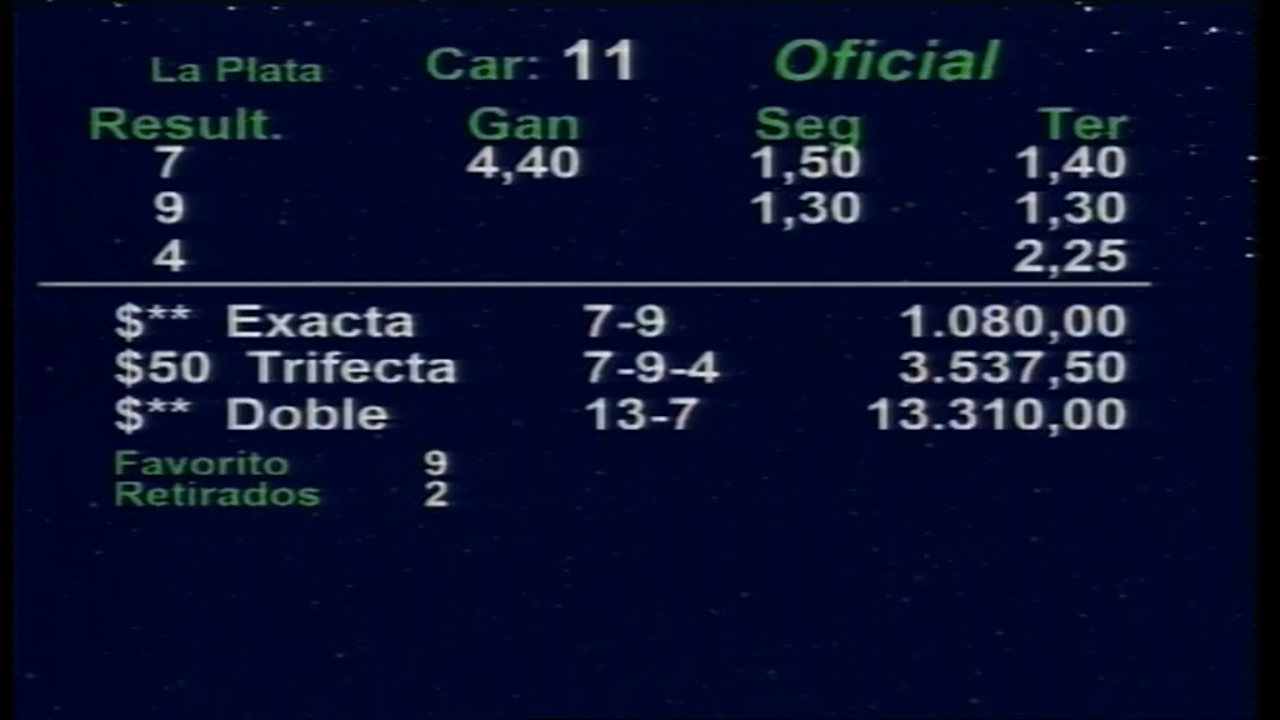 La Plata Car: 11 Oficial
Result. Gan Seg Ter
7 4,40 1,50 1,40
9 1,30 1,30
4 2,25
$** Exacta 7-9 1.080,00
$50 Trifecta 7-9-4 3.537,50
$** Doble 13-7 13.310,00
Favorito 9
Retirados 2